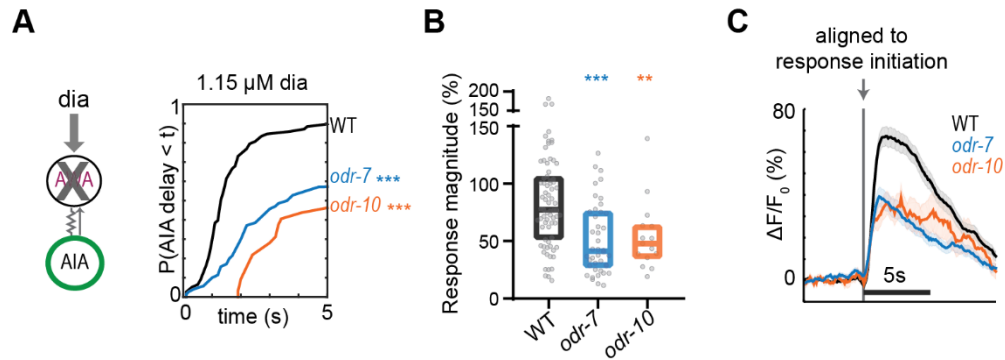 A
dia
AWA
AIA
1.15 µM dia
P(AIA delay < t)
1
0
0
5
time (s)
WT
odr-7 ***
odr-10 ***
B
Response magnitude (%)
200
150
150
100
50
0
***
**
WT
odr-7
odr-10
C
aligned to
response initiation
80
0
ΔF/F0 (%)
WT
odr-7
odr-10
5s